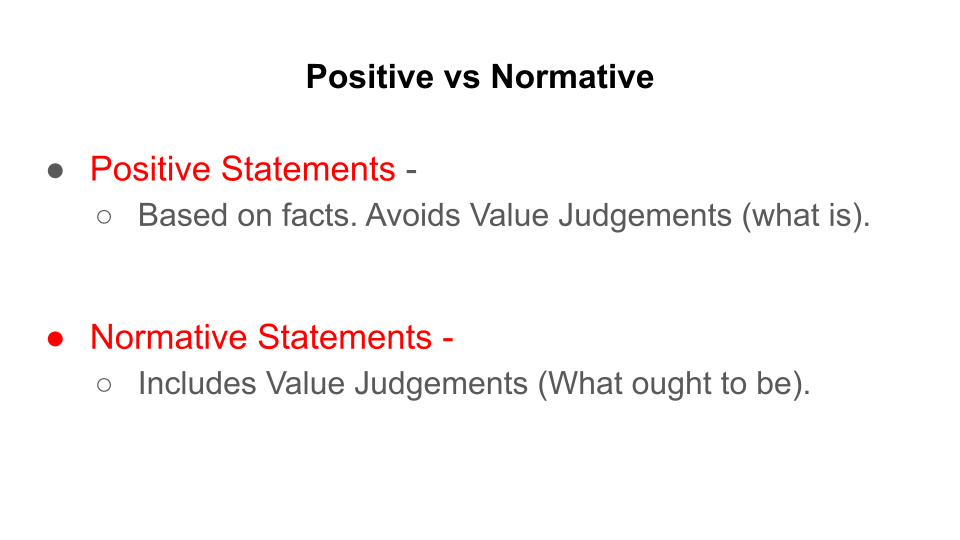 Positive vs Normative
● Positive Statements -
○ Based on facts. Avoids Value Judgements (what is).
● Normative Statements -
○ Includes Value Judgements (What ought to be).